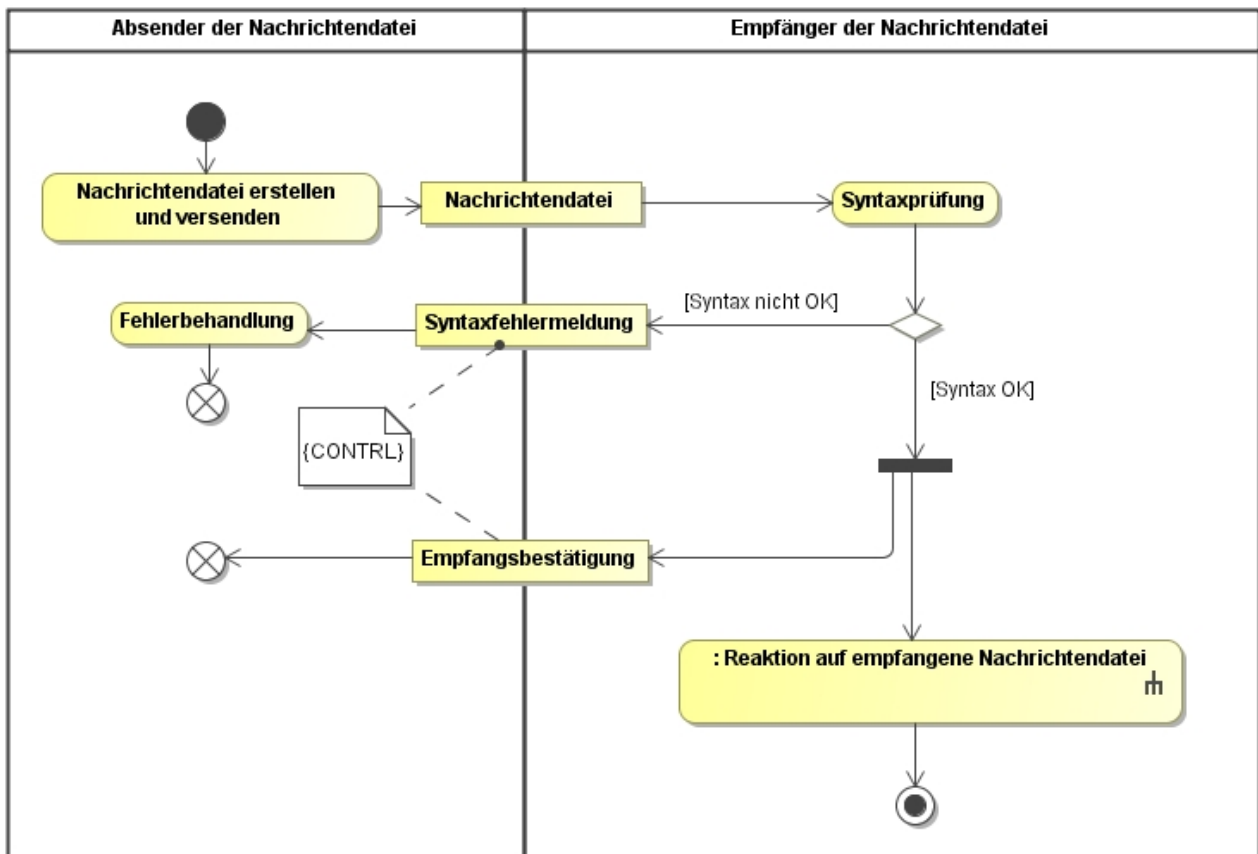 Absender der Nachrichtendatei
Empfänger der Nachrichtendatei
Nachrichtendatei erstellen
und versenden
Nachrichtendatei
Syntaxprüfung
[Syntax nicht OK]
Syntaxfehlermeldung
Fehlerbehandlung
[Syntax OK]
{CONTRL}
Empfangsbestätigung
: Reaktion auf empfangene Nachrichtendatei